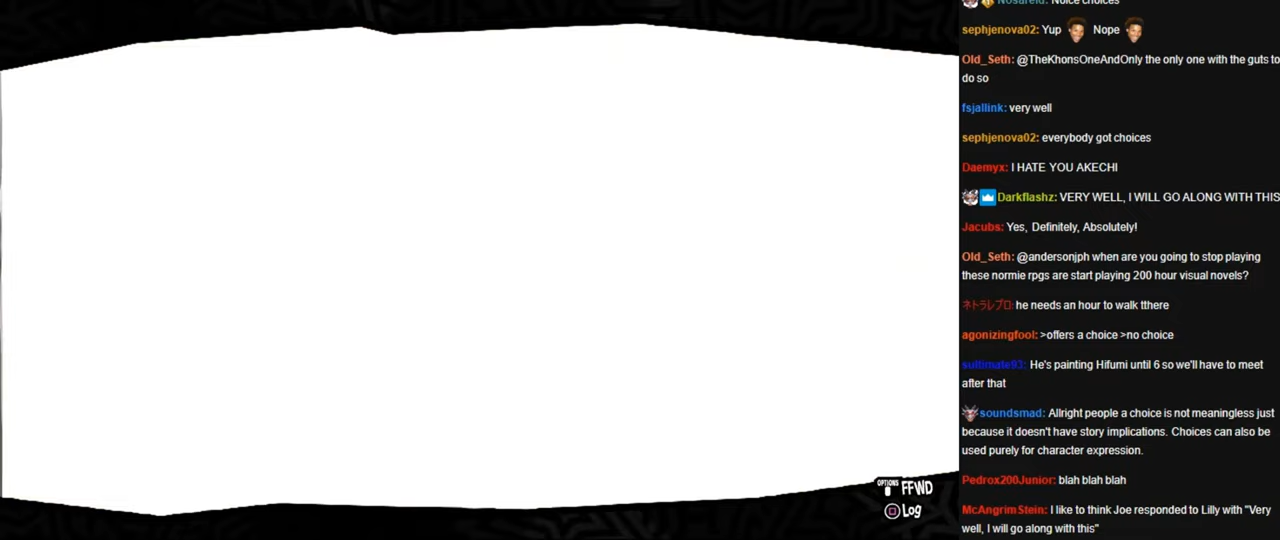 Nosareid: Noice choices
sephjenova02: Yup Nope
Old_Seth: @TheKhonsOneAndOnly the only one with the guts to
do so
fsjallink: very well
sephjenova02: everybody got choices
Daemyx: I HATE YOU AKECHI
Darkflashz: VERY WELL, I WILL GO ALONG WITH THIS
Jacubs: Yes, Definitely, Absolutely!
Old_Seth: @andersonjph when are you going to stop playing
these normie rpgs are start playing 200 hour visual novels?
ネトラレプロ: he needs an hour to walk tthere
agonizingfool: >offers a choice >no choice
sultimate93: He's painting Hifumi until 6 so we'll have to meet
after that
soundsmad: Allright people a choice is not meaningless just
because it doesn't have story implications. Choices can also be
used purely for character expression.
Pedrox200Junior: blah blah blah
McAngrimStein: I like to think Joe responded to Lilly with "Very
well, I will go along with this"
OPTIONS FFWD
Log